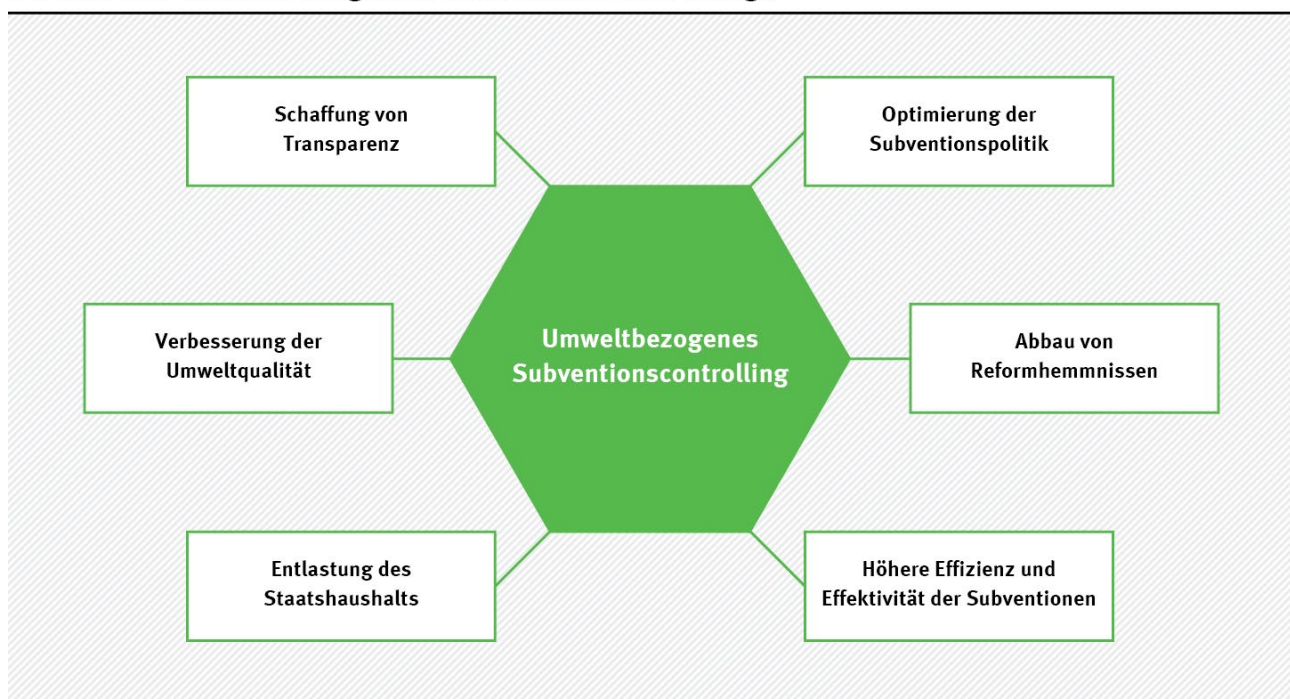 Schaffung von
Transparenz
Optimierung der
Subventionspolitik
Verbesserung der
Umweltqualität
Umweltbezogenes
Subventionscontrolling
Abbau von
Reformhemmnissen
Entlastung des
Staatshaushalts
Höhere Effizienz und
Effektivität der Subventionen